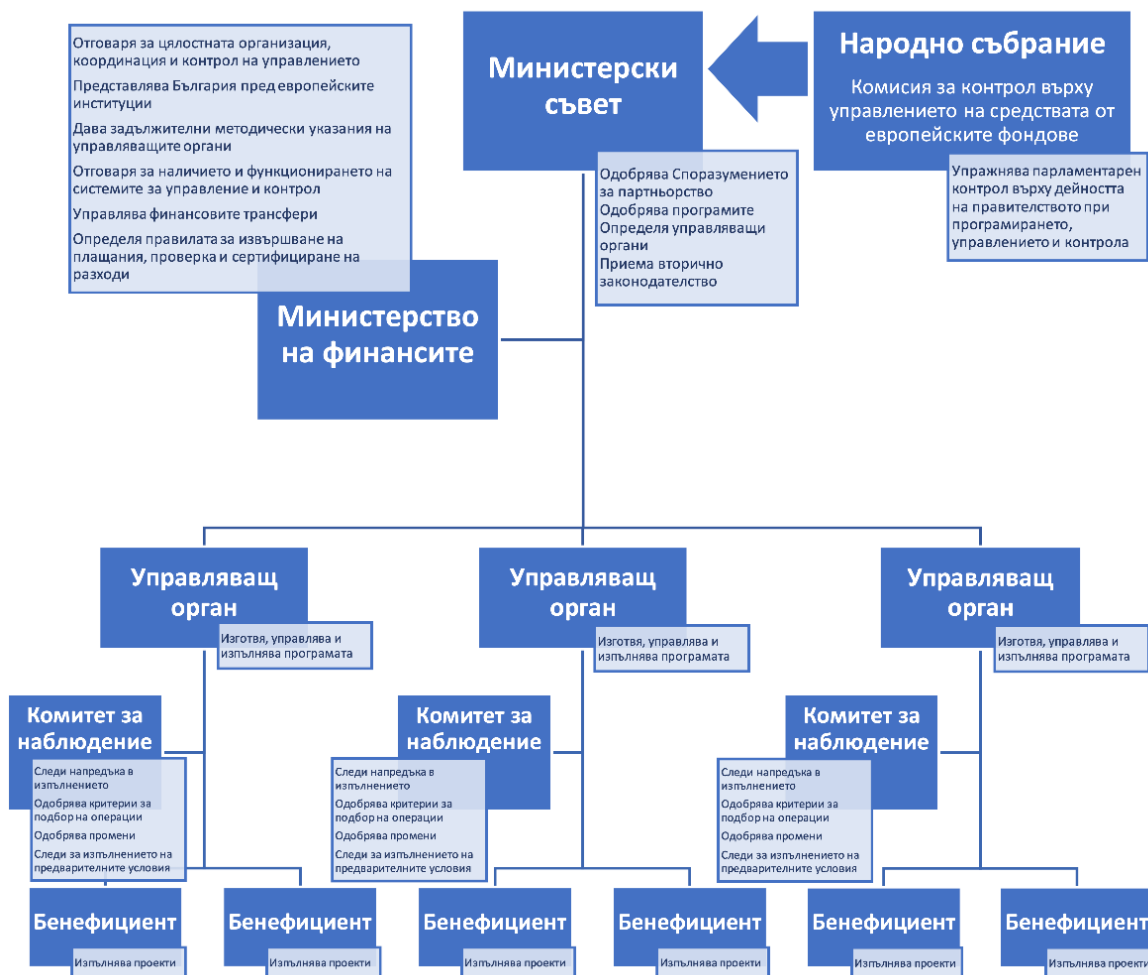 Отговаря за цялостната организация,
координация и контрол на управлението
Представлява България пред европейските
институции
Дава задължителни методически указания на
управляващите органи
Отговаря за наличието и функционирането на
системите за управление и контрол
Управлява финансовите трансфери
Определя правилата за извършване на
плащания, проверка и сертифициране на
разходи
Министерство
на финансите
Министерски
съвет
Одобрява Споразумението
за партньорство
Одобрява програмите
Определя управляващи
органи
Приема вторично
законодателство
Народно събрание
Комисия за контрол върху
управлението на средствата от
европейските фондове
Упражнява парламентарен
контрол върху дейността
на правителството при
програмирането,
управлението и контрола
Управляващ
орган
Изготвя, управлява и
изпълнява програмата
Управляващ
орган
Изготвя, управлява и
изпълнява програмата
Управляващ
орган
Изготвя, управлява и
изпълнява програмата
Комитет за
наблюдение
Следи напредъка в
изпълнението
Одобрява критерии за
подбор на операции
Одобрява промени
Следи за изпълнението на
предварителните условия
Комитет за
наблюдение
Следи напредъка в
изпълнението
Одобрява критерии за
подбор на операции
Одобрява промени
Следи за изпълнението на
предварителните условия
Комитет за
наблюдение
Следи напредъка в
изпълнението
Одобрява критерии за
подбор на операции
Одобрява промени
Следи за изпълнението на
предварителните условия
Бенефициент
Изпълнява проекти
Бенефициент
Изпълнява проекти
Бенефициент
Изпълнява проекти
Бенефициент
Изпълнява проекти
Бенефициент
Изпълнява проекти
Бенефициент
Изпълнява проекти